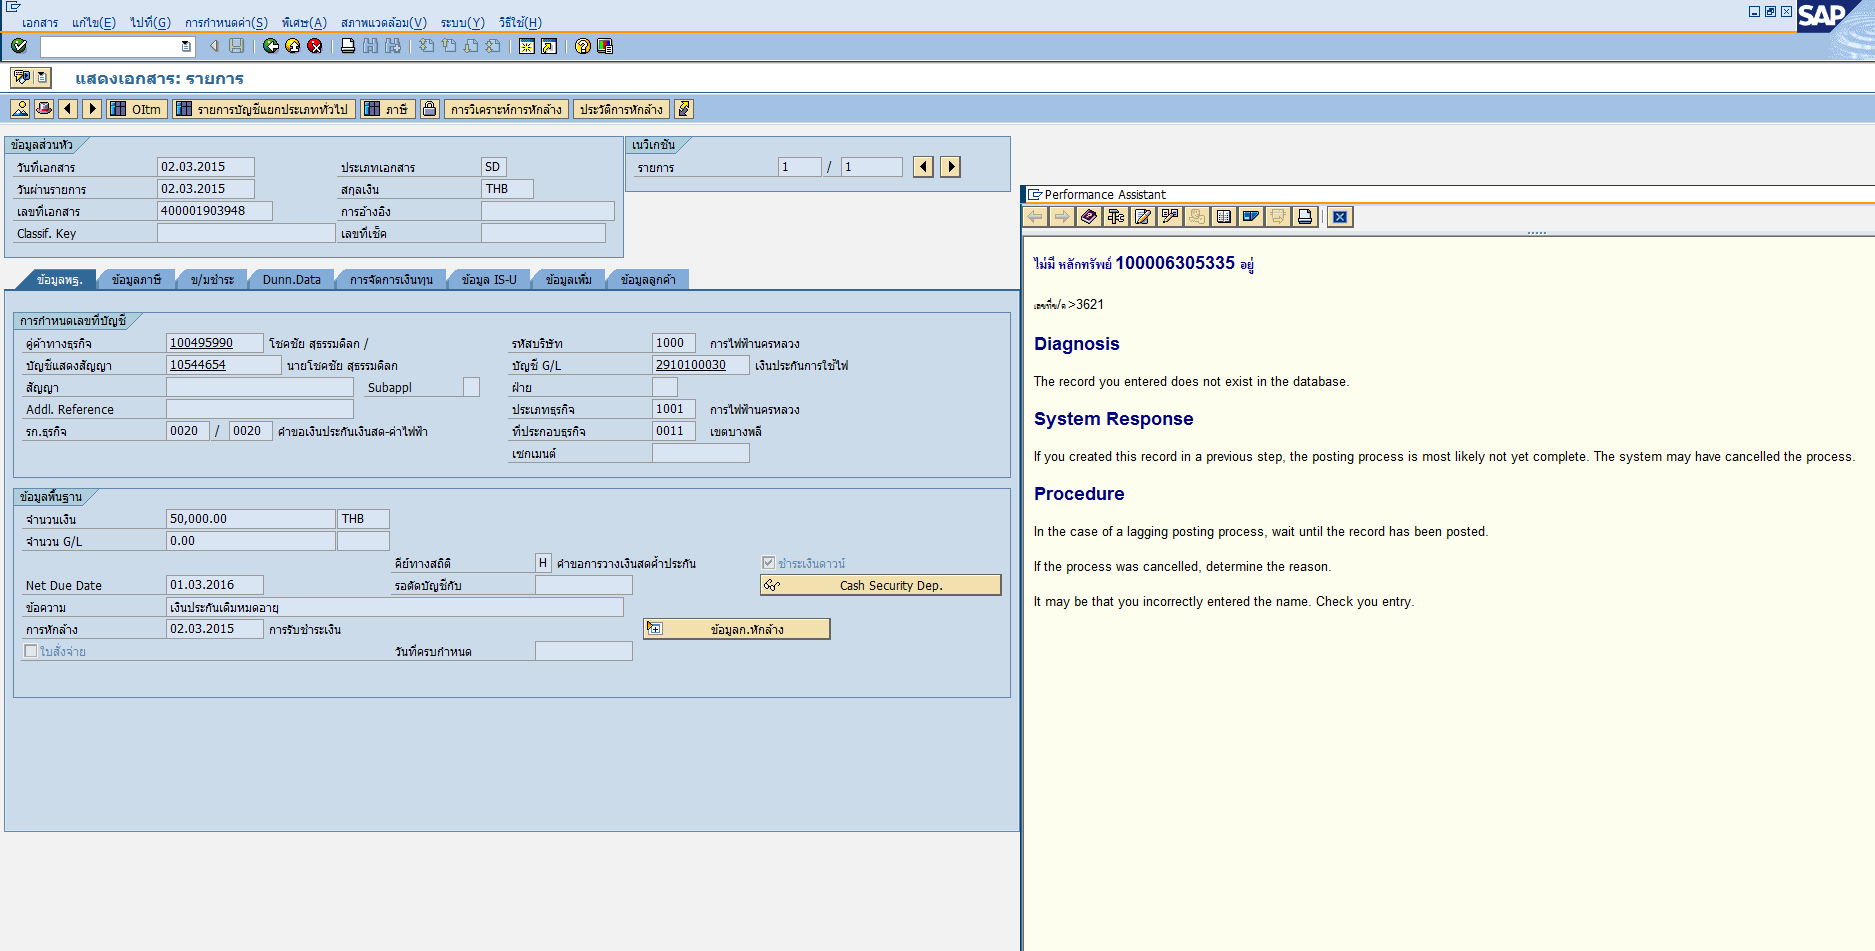 เอกสาร แก้ไข(E) ไปที่(G) การกำหนดค่า(S) พิเศษ(A) สภาพแวดล้อม(V) ระบบ(Y) วิธีใช้(H)
SAP
แสดงเอกสาร: รายการ
OItm รายการบัญชีแยกประเภททั่วไป ภาษี การวิเคราะห์การหักล้าง ประวัติการหักล้าง
ข้อมูลส่วนหัว
วันที่เอกสาร 02.03.2015 ประเภทเอกสาร SD
วันผ่านรายการ 02.03.2015 สกุลเงิน THB
เลขที่เอกสาร 400001903948 การอ้างอิง
Classif. Key เลขที่เช็ค
เนวิเกชัน
รายการ 1 / 1
ข้อมูลพฐ. ข้อมูลภาษี ข/มชำระ Dunn.Data การจัดการเงินทุน ข้อมูล IS-U ข้อมูลเพิ่ม ข้อมูลลูกค้า
การกำหนดเลขที่บัญชี
คู่ค้าทางธุรกิจ 100495990 โชคชัย สุธรรมดิลก / รหัสบริษัท 1000 การไฟฟ้านครหลวง
บัญชีแสดงสัญญา 10544654 นายโชคชัย สุธรรมดิลก บัญชี G/L 2910100030 เงินประกันการใช้ไฟ
สัญญา Subappl ฝ่าย
Addl. Reference ประเภทธุรกิจ 1001 การไฟฟ้านครหลวง
รก.ธุรกิจ 0020 / 0020 คำขอเงินประกันเงินสด-ค่าไฟฟ้า ที่ประกอบธุรกิจ 0011 เขตบางพลี
เซกเมนต์
ข้อมูลพื้นฐาน
จำนวนเงิน 50,000.00 THB
จำนวน G/L 0.00
คีย์ทางสถิติ H คำขอการวางเงินสดค้ำประกัน ชำระเงินดาวน์
Net Due Date 01.03.2016 รอตัดบัญชีกับ Cash Security Dep.
ข้อความ เงินประกันเดิมหมดอายุ
การหักล้าง 02.03.2015 การรับชำระเงิน ข้อมูลก.หักล้าง
ใบสั่งจ่าย วันที่ครบกำหนด
Performance Assistant
ไม่มี หลักทรัพย์ 100006305335 อยู่
เลขที่ข/ค >3621
Diagnosis
The record you entered does not exist in the database.
System Response
If you created this record in a previous step, the posting process is most likely not yet complete. The system may have cancelled the process.
Procedure
In the case of a lagging posting process, wait until the record has been posted.
If the process was cancelled, determine the reason.
It may be that you incorrectly entered the name. Check you entry.